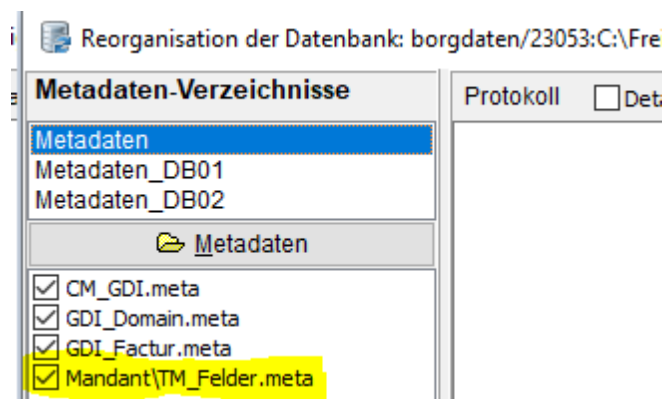 Reorganisation der Datenbank: borgdaten/23053:C:\Fre
Metadaten-Verzeichnisse
Protokoll
Deta
Metadaten
Metadaten_DB01
Metadaten_DB02
Metadaten
CM_GDI.meta
GDI_Domain.meta
GDI_Factur.meta
Mandant\TM_Felder.meta